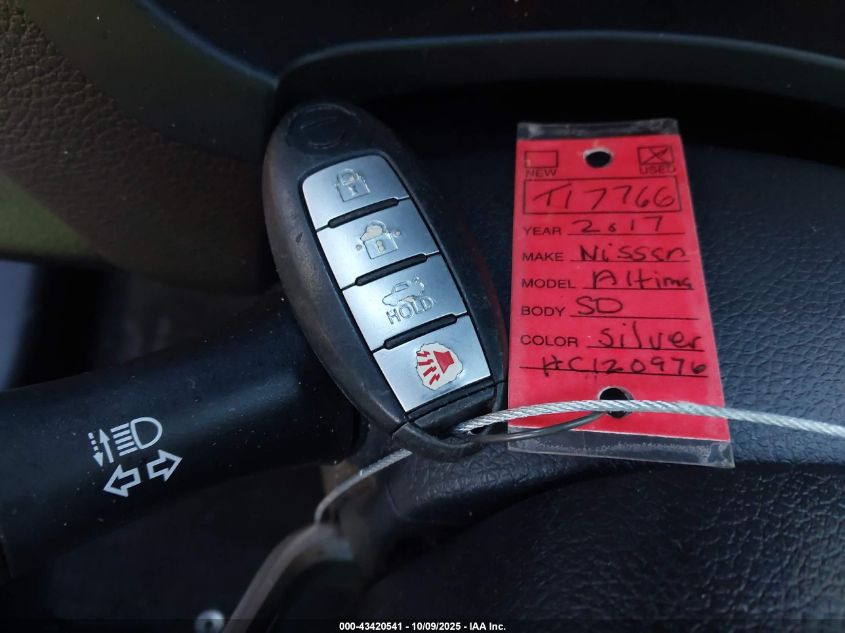 HOLD
NEW USED
T17766
YEAR 2017
MAKE Nissan
MODEL Altima
BODY SD
COLOR Silver
HC120976
000-43420541 - 10/09/2025 - IAA Inc.